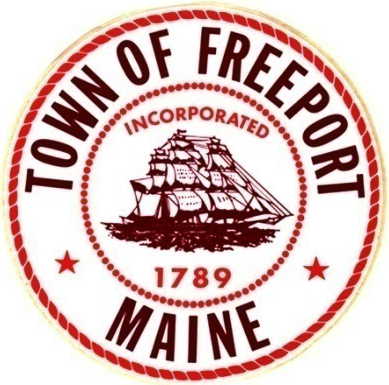 TOWN OF FREEPORT
INCORPORATED
1789
MAINE